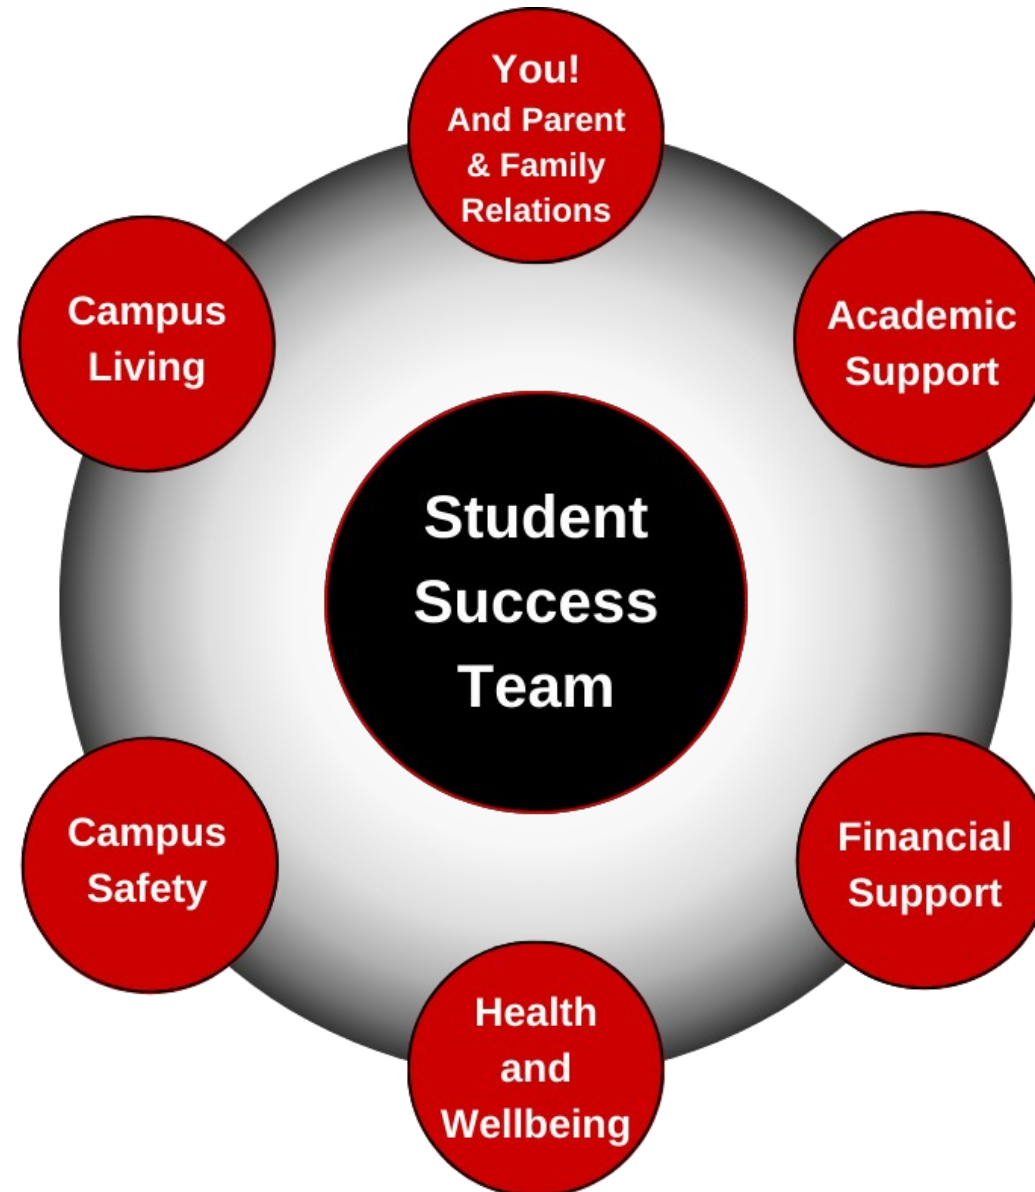 You!
And Parent
& Family
Relations
Academic
Support
Financial
Support
Health
and
Wellbeing
Campus
Safety
Campus
Living
Student
Success
Team